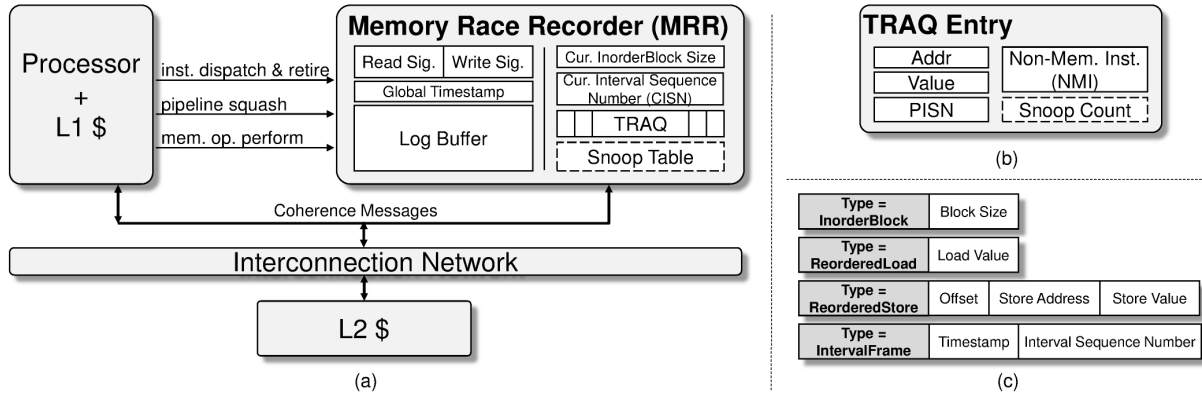 Processor
+
L1 $
inst. dispatch & retire
pipeline squash
mem. op. perform
Memory Race Recorder (MRR)
Read Sig.
Write Sig.
Global Timestamp
Log Buffer
Cur. InorderBlock Size
Cur. Interval Sequence
Number (CISN)
TRAQ
Snoop Table
Coherence Messages
Interconnection Network
L2 $
(a)
TRAQ Entry
Addr
Value
PISN
Non-Mem. Inst.
(NMI)
Snoop Count
(b)
Type =
InorderBlock
Block Size
Type =
ReorderedLoad
Load Value
Type =
ReorderedStore
Offset
Store Address
Store Value
Type =
IntervalFrame
Timestamp
Interval Sequence Number
(c)